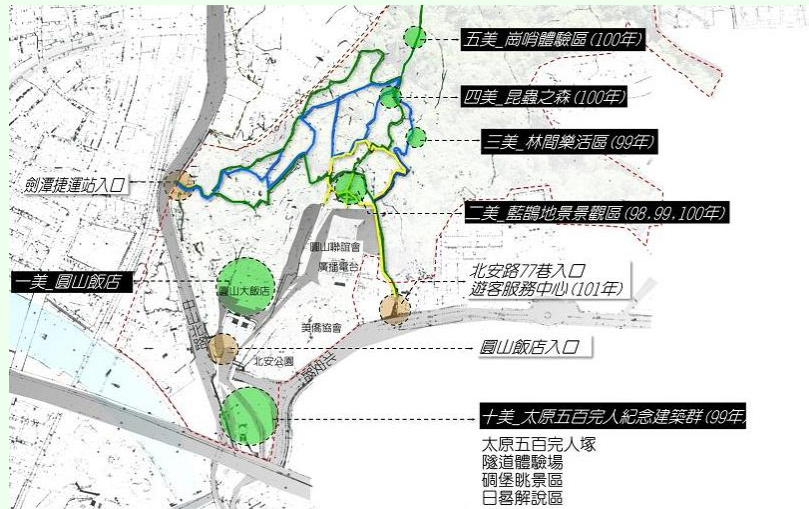 五美_崗哨體驗區(100年)
四美_昆蟲之森(100年)
三美_林間樂活區(99年)
劍潭捷運站入口
二美_藍鵲地景景觀區(98,99,100年)
圓山聯誼會
廣播電台
北安路77巷入口
遊客服務中心(101年)
一美_圓山飯店
圓山大飯店
中山北路
美僑協會
北安路
圓山飯店入口
北安公園
十美_太原五百完人紀念建築群(99年)
太原五百完人塚
隧道體驗場
碉堡眺景區
日晷解說區